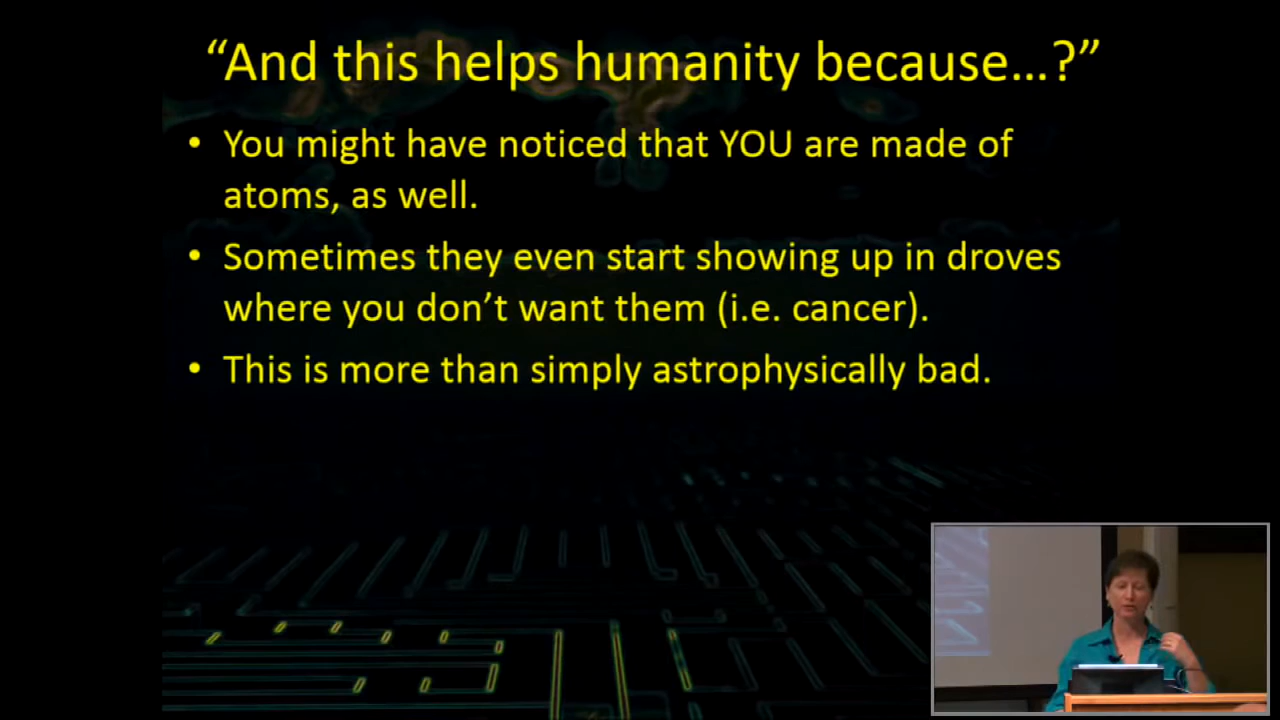 “And this helps humanity because…?”
• You might have noticed that YOU are made of
atoms, as well.
• Sometimes they even start showing up in droves
where you don’t want them (i.e. cancer).
• This is more than simply astrophysically bad.